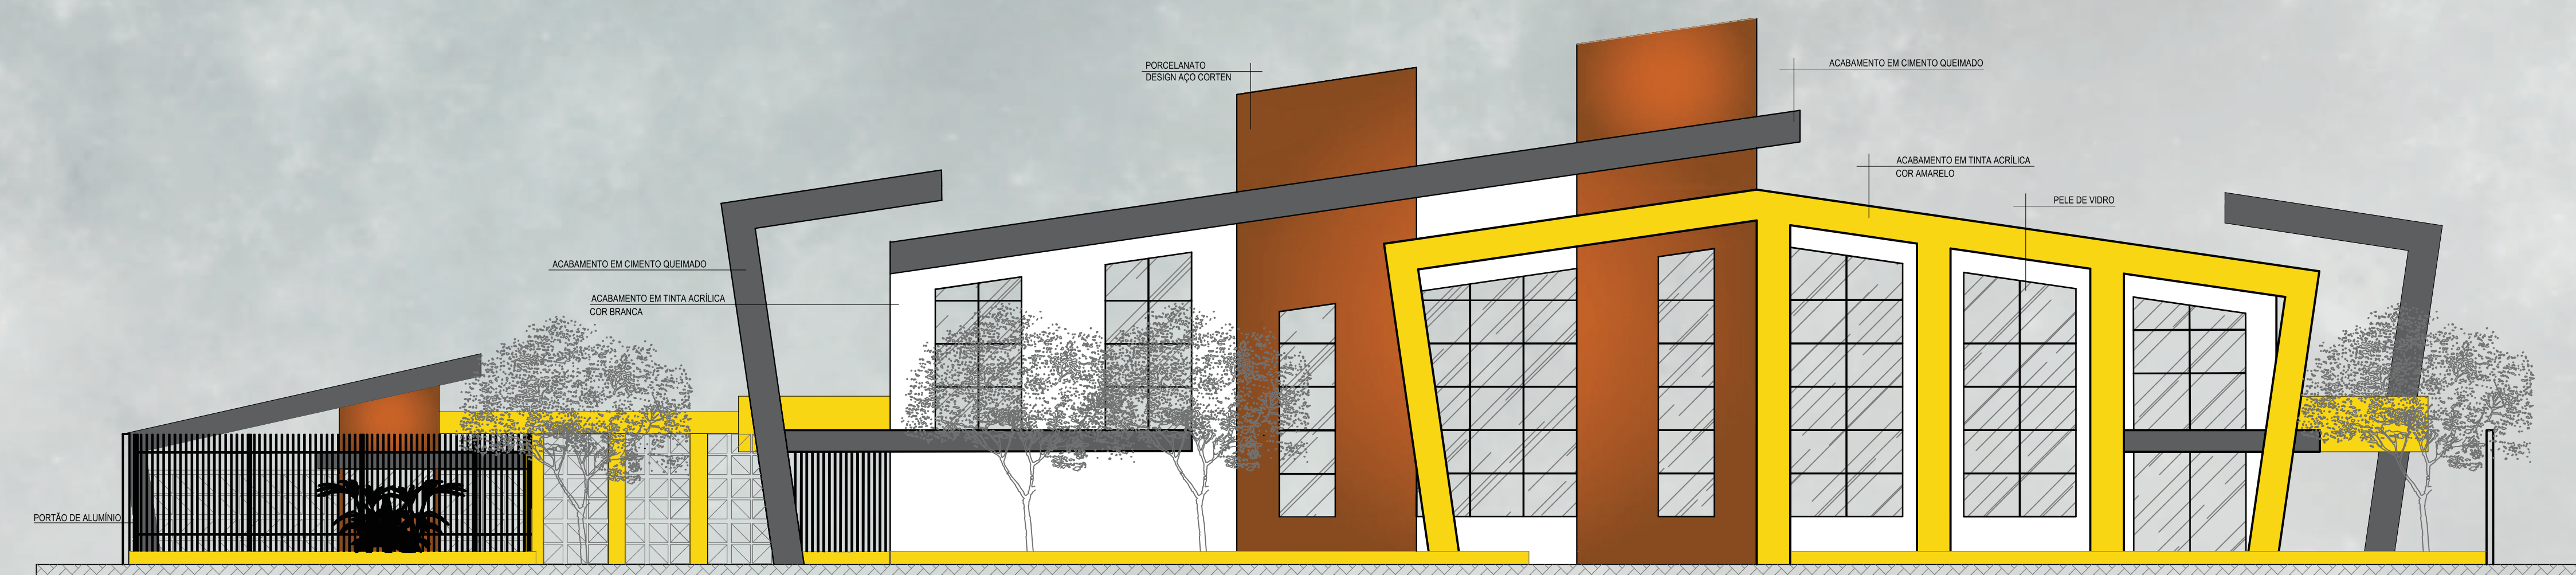 PORCELANATO
DESIGN AÇO CORTEN
ACABAMENTO EM CIMENTO QUEIMADO
ACABAMENTO EM TINTA ACRÍLICA
COR AMARELO
PELE DE VIDRO
ACABAMENTO EM CIMENTO QUEIMADO
ACABAMENTO EM TINTA ACRÍLICA
COR BRANCA
PORTÃO DE ALUMÍNIO